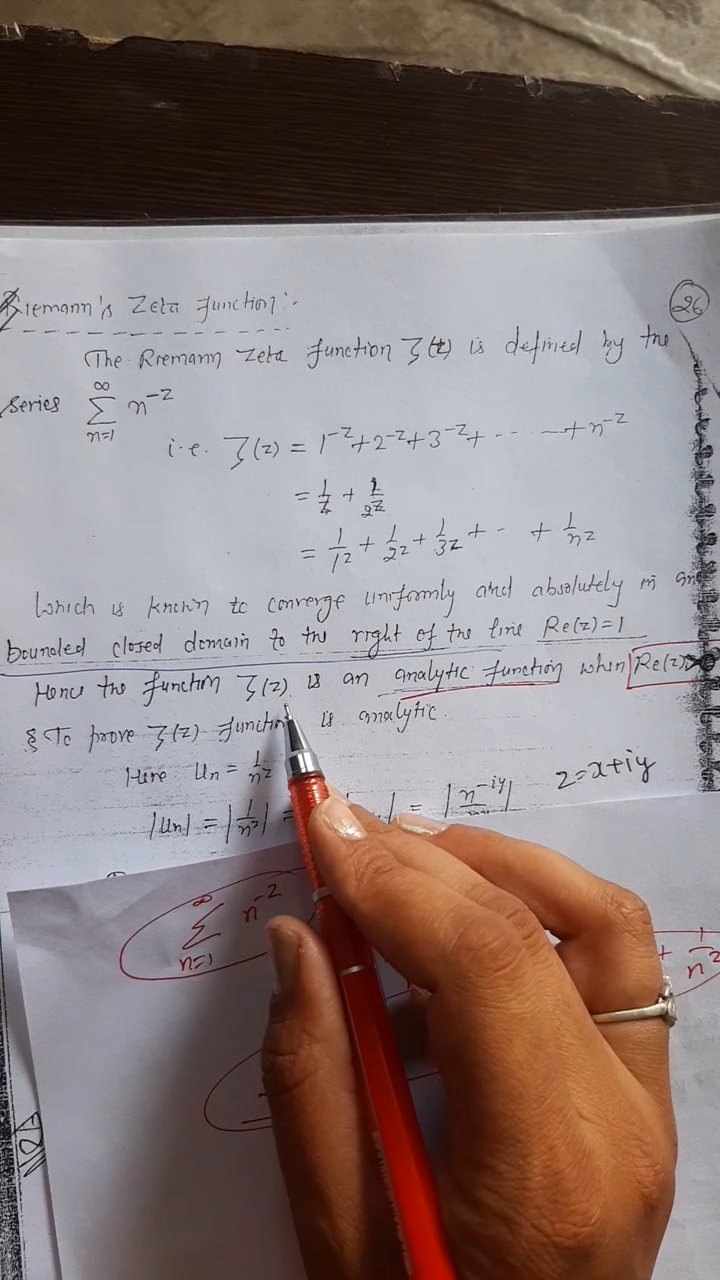 Riemann's Zeta function:-
26
The Riemann Zeta function ζ(z) is defined by the
series ∑_{n=1}^{∞} n^{-z}
i.e. ζ(z) = 1^{-z} + 2^{-z} + 3^{-z} + - - - - - + n^{-z}
= 1/z + 1/2^z
= 1/1^z + 1/2^z + 1/3^z + - - + 1/n^z
Which is known to converge uniformly and absolutely in any
bounded closed domain to the right of the line Re(z)=1
Hence the function ζ(z) is an analytic function when Re(z)
To prove ζ(z) function is analytic.
Here u_n = 1/n^z
z = x+iy
|u_n| = |1/n^z| = | = |n^{-iy}
∑_{n=1}^{∞} n^{-z}
+ 1/n^z